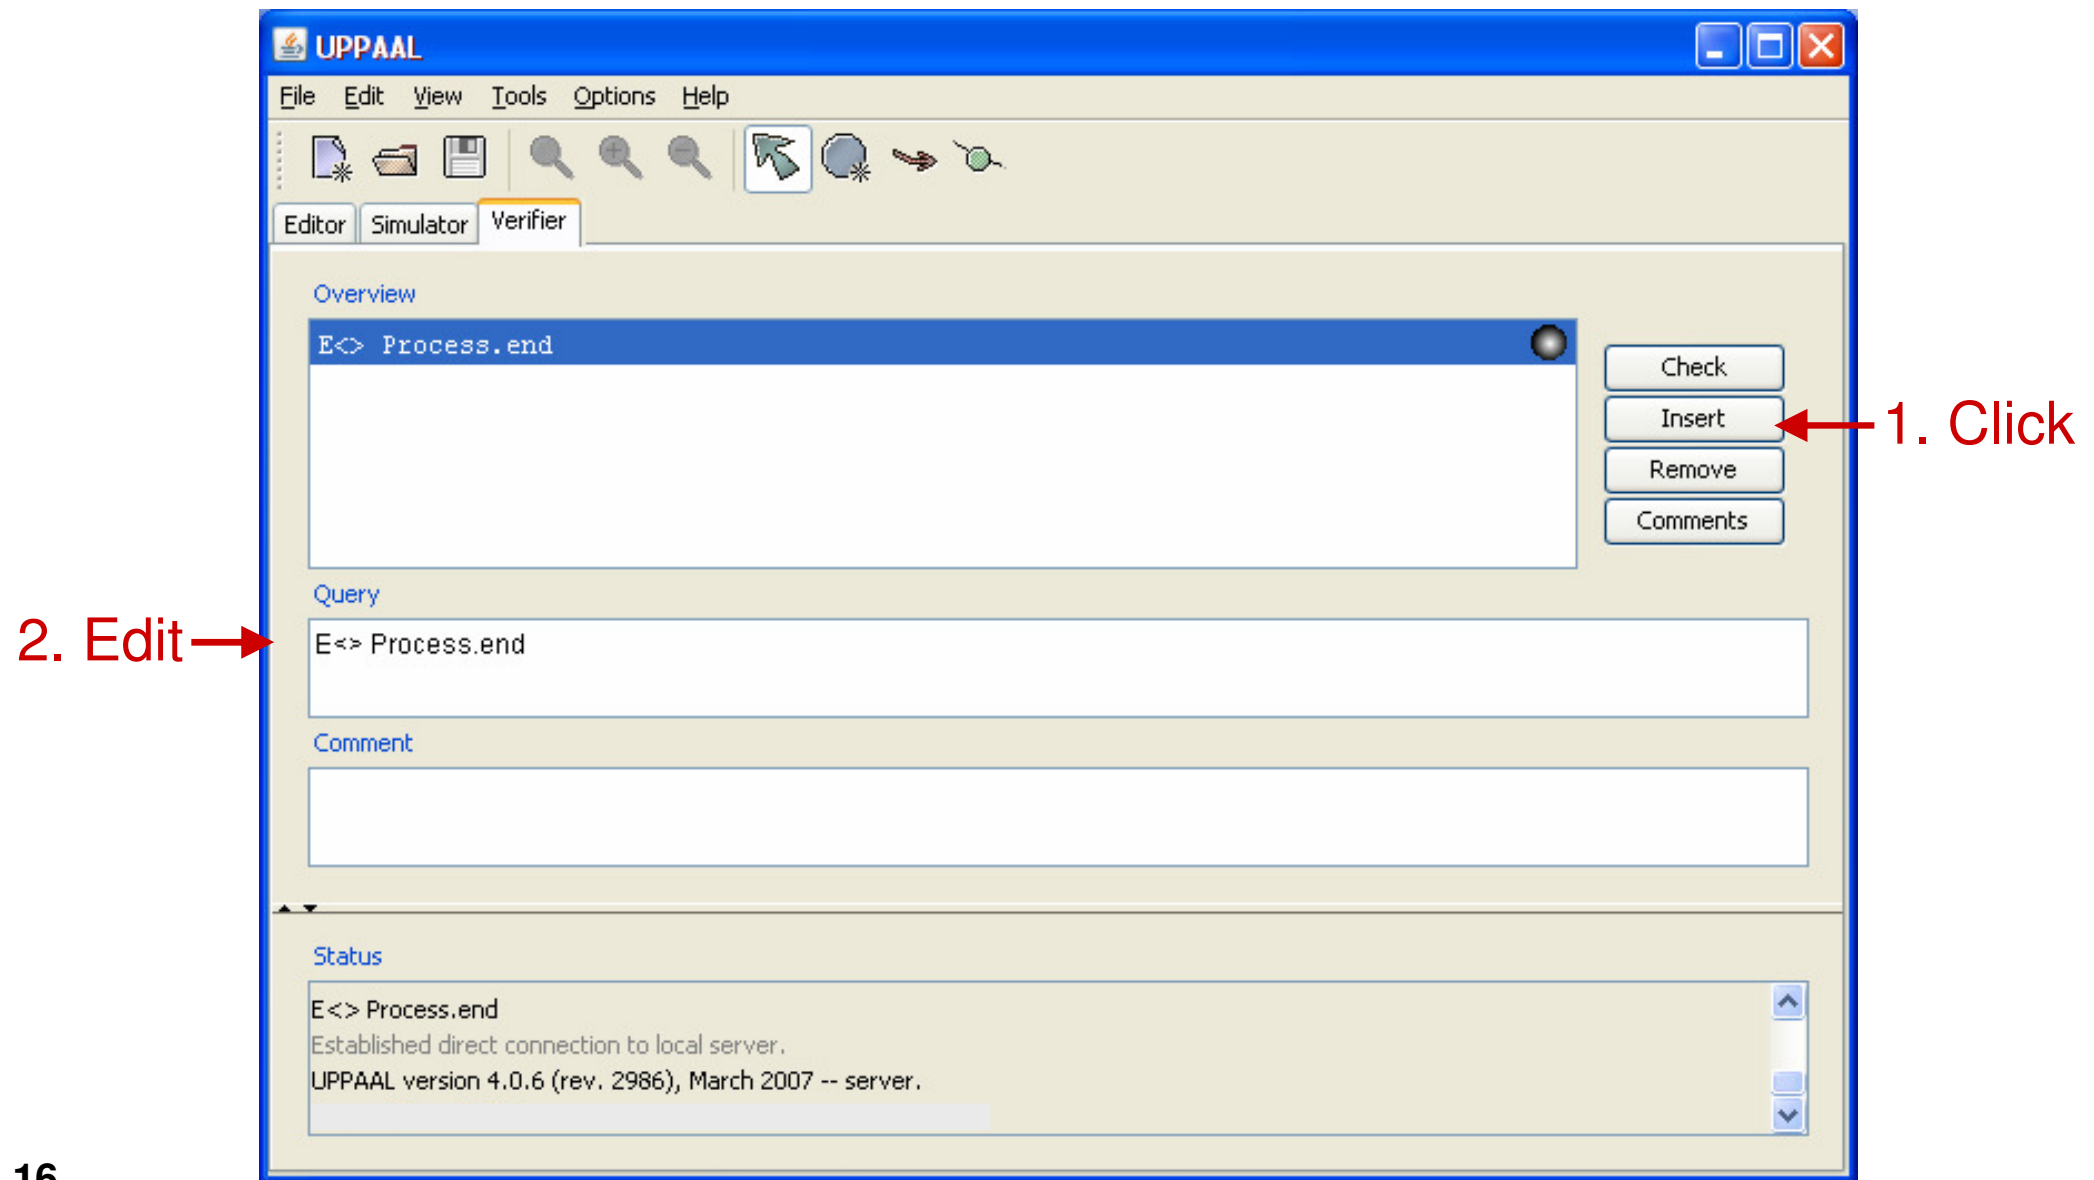 UPPAAL
File Edit View Tools Options Help
Editor Simulator Verifier
Overview
E<> Process.end
Check
Insert
1. Click
Remove
Comments
Query
2. Edit
E<> Process.end
Comment
Status
E<> Process.end
Established direct connection to local server.
UPPAAL version 4.0.6 (rev. 2986), March 2007 -- server.
16